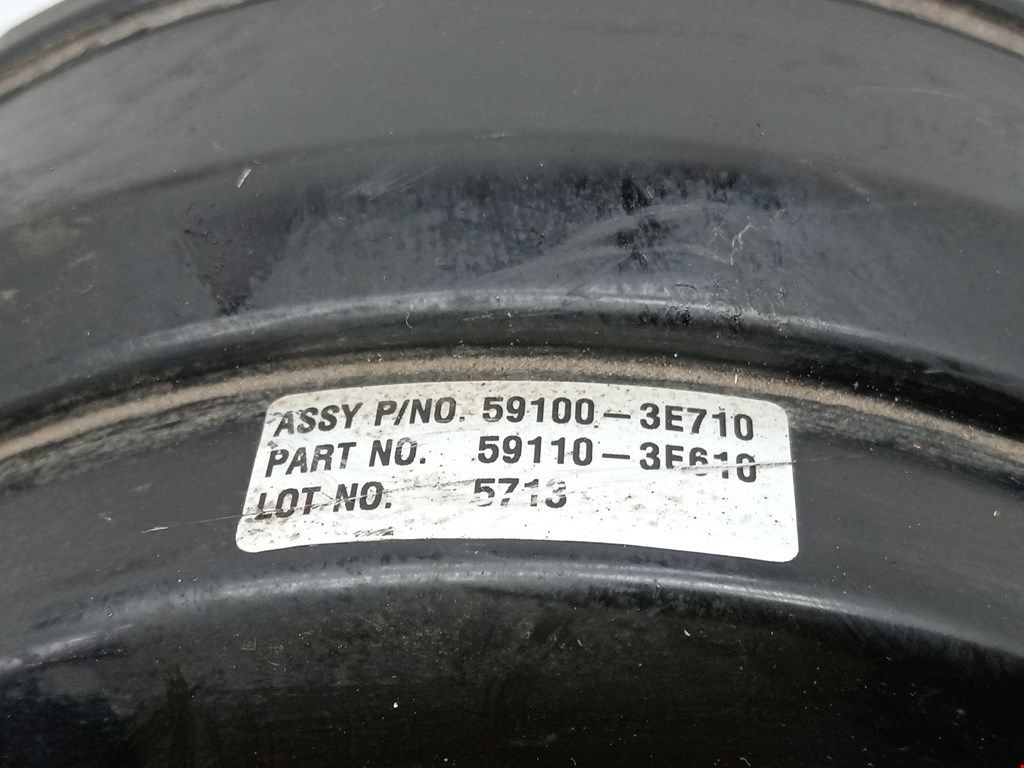 ASSY P/NO. 59100-3E710
PART NO. 59110-3E610
LOT NO. 5713